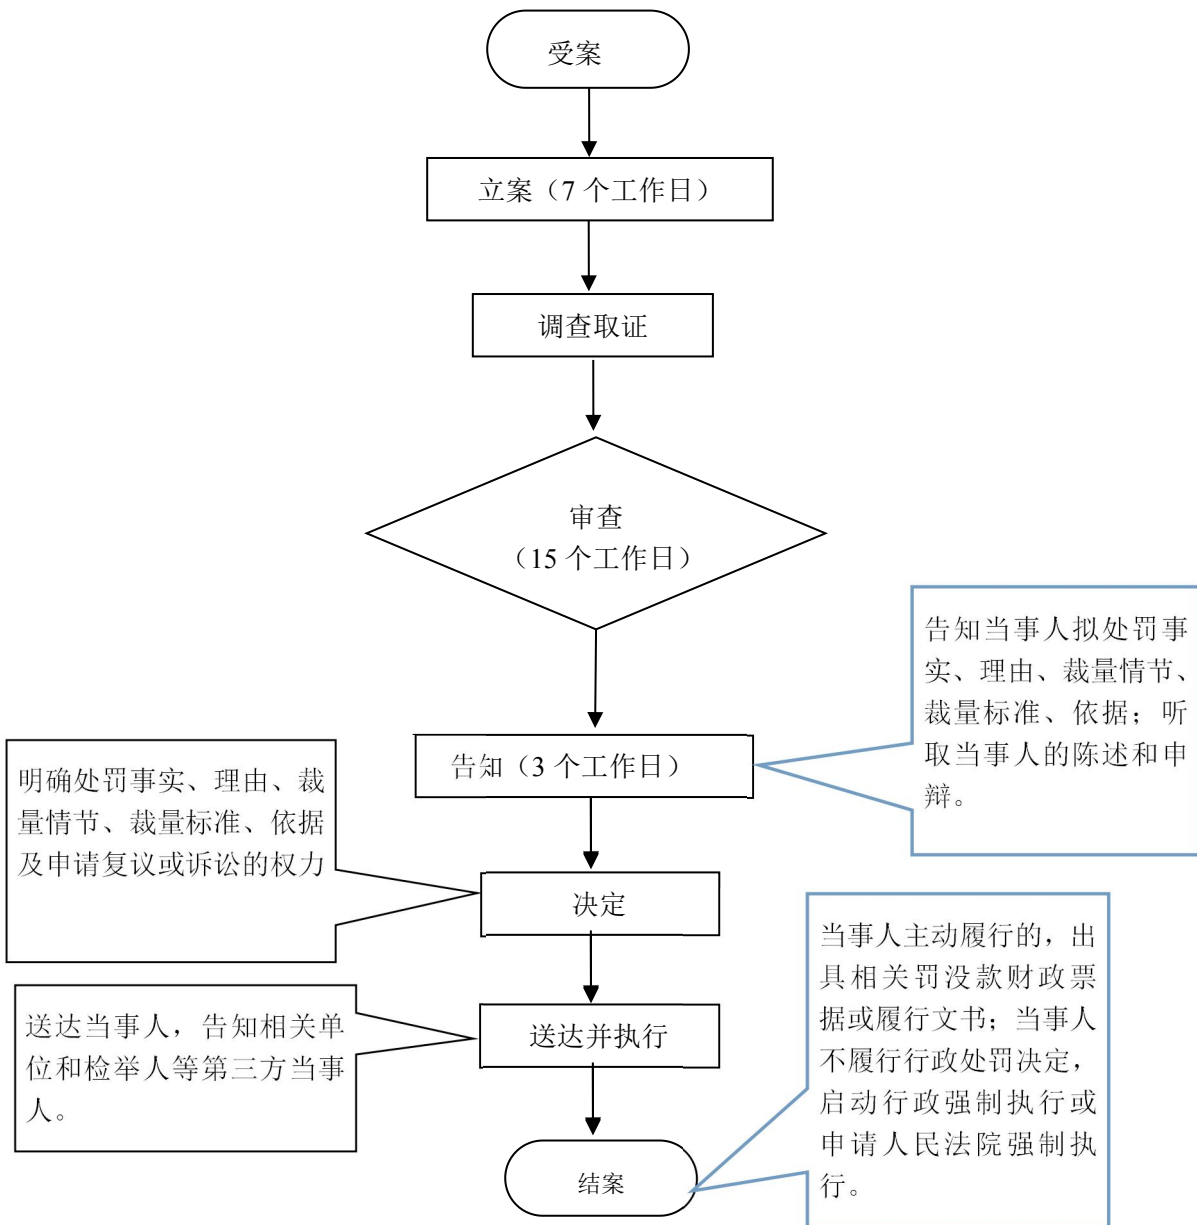 受案
立案（7 个工作日）
调查取证
审查
（15 个工作日）
告知当事人拟处罚事
实、理由、裁量情节、
裁量标准、依据；听
取当事人的陈述和申
辩。
告知（3 个工作日）
明确处罚事实、理由、裁
量情节、裁量标准、依据
及申请复议或诉讼的权力
决定
送达当事人，告知相关单
位和检举人等第三方当事
人。
送达并执行
当事人主动履行的，出
具相关罚没款财政票
据或履行文书；当事人
不履行行政处罚决定，
启动行政强制执行或
申请人民法院强制执
行。
结案